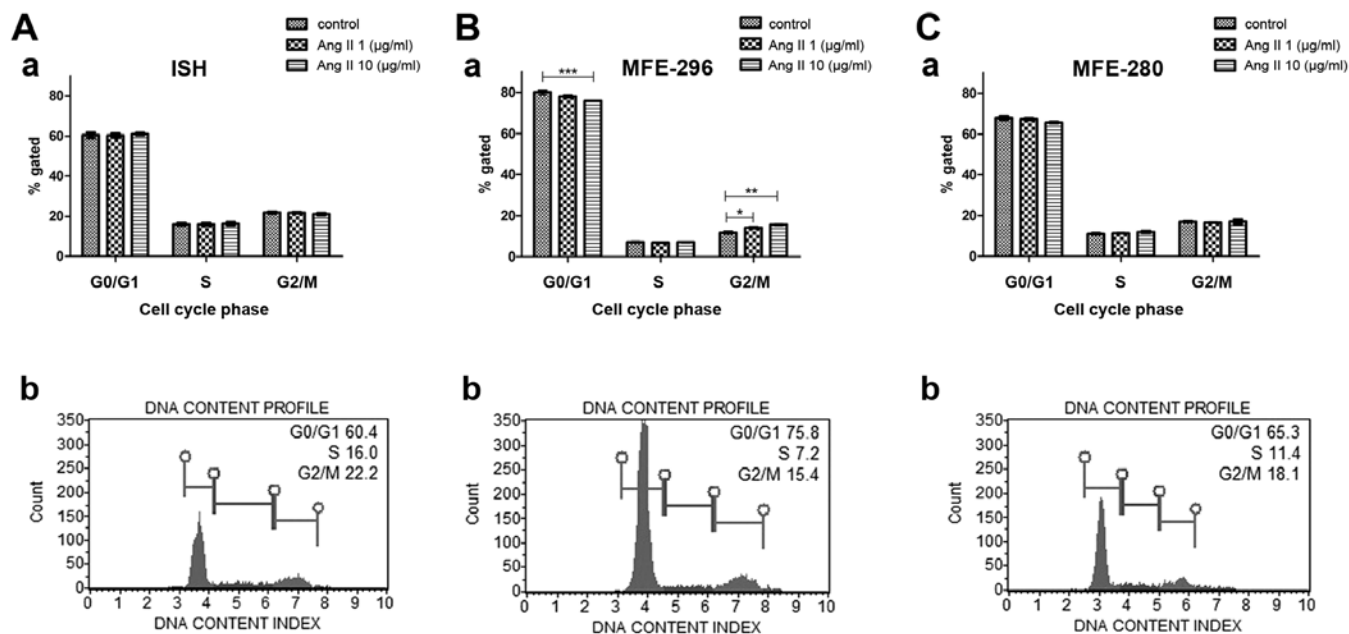 A
control
Ang II 1 (µg/ml)
Ang II 10 (µg/ml)
a
ISH
% gated
80
60
40
20
0
G0/G1 S G2/M
Cell cycle phase
b
DNA CONTENT PROFILE
G0/G1 60.4
S 16.0
G2/M 22.2
Count
350
300
250
200
150
100
50
0
0 1 2 3 4 5 6 7 8 9 10
DNA CONTENT INDEX
B
control
Ang II 1 (µg/ml)
Ang II 10 (µg/ml)
a
MFE-296
***
**
*
% gated
80
60
40
20
0
G0/G1 S G2/M
Cell cycle phase
b
DNA CONTENT PROFILE
G0/G1 75.8
S 7.2
G2/M 15.4
Count
350
300
250
200
150
100
50
0
0 1 2 3 4 5 6 7 8 9 10
DNA CONTENT INDEX
C
control
Ang II 1 (µg/ml)
Ang II 10 (µg/ml)
a
MFE-280
% gated
80
60
40
20
0
G0/G1 S G2/M
Cell cycle phase
b
DNA CONTENT PROFILE
G0/G1 65.3
S 11.4
G2/M 18.1
Count
350
300
250
200
150
100
50
0
0 1 2 3 4 5 6 7 8 9 10
DNA CONTENT INDEX